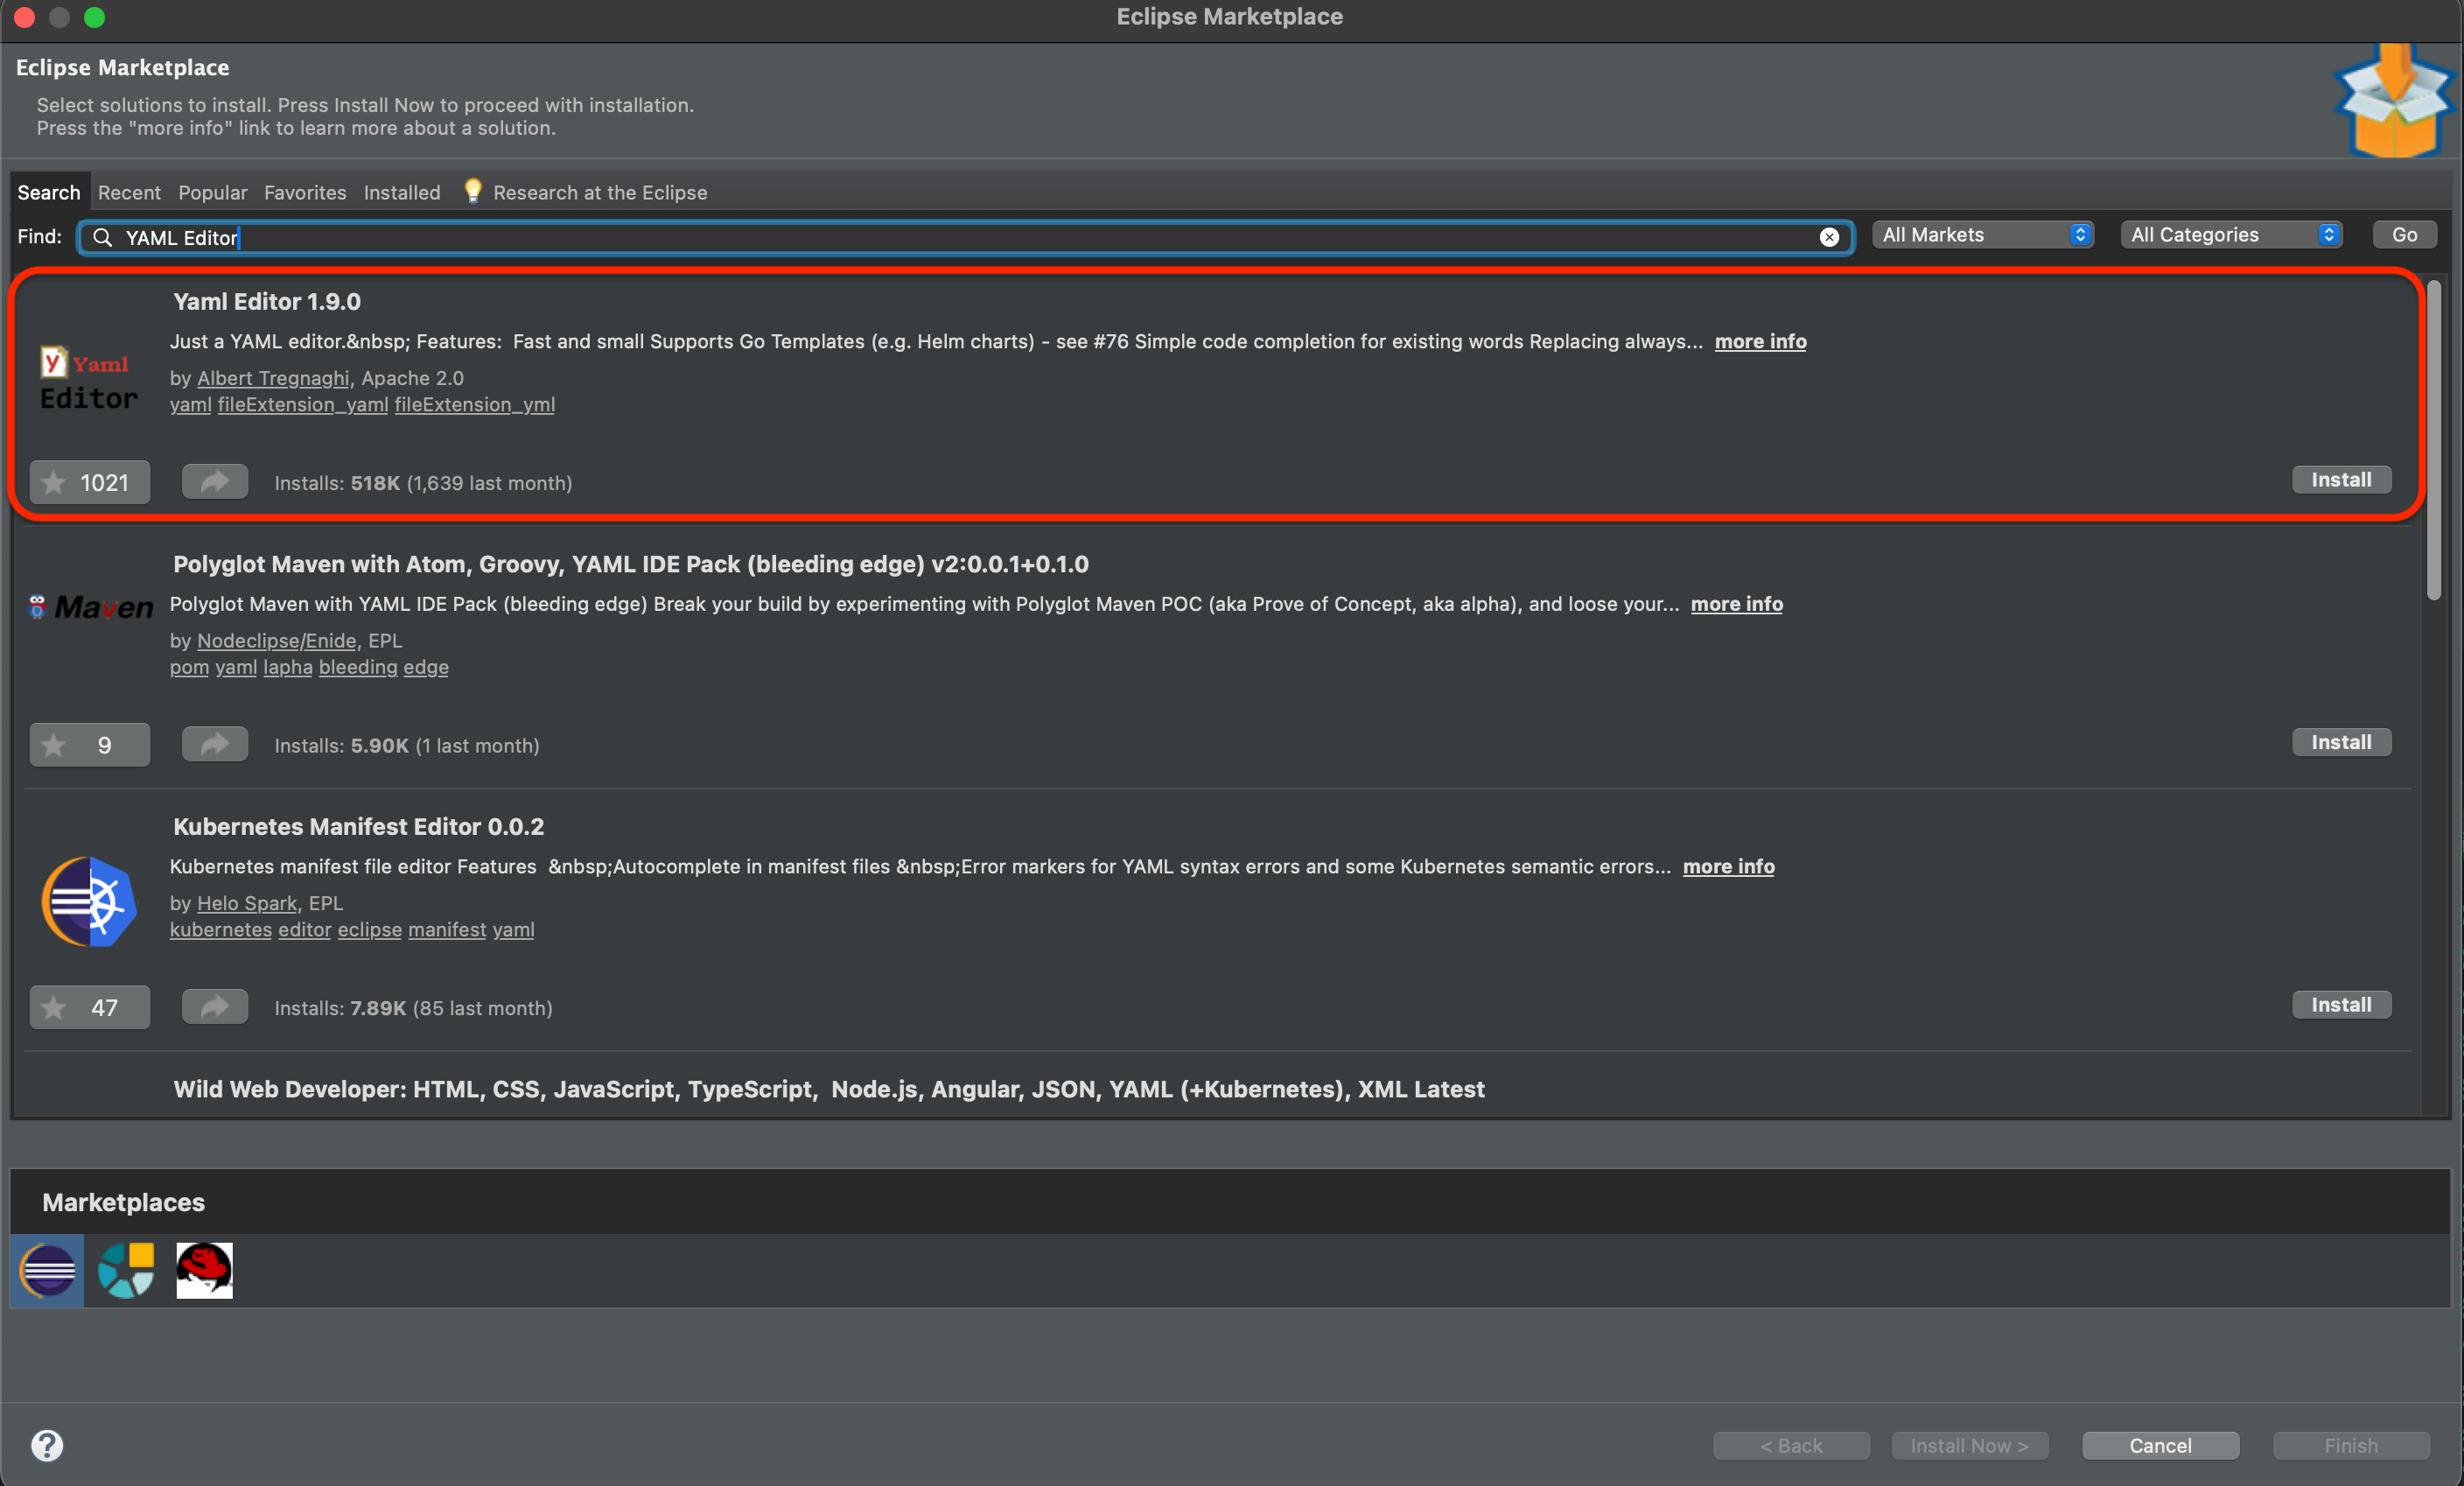 Eclipse Marketplace
Eclipse Marketplace
Select solutions to install. Press Install Now to proceed with installation.
Press the "more info" link to learn more about a solution.
Search Recent Popular Favorites Installed Research at the Eclipse
Find: YAML Editor All Markets All Categories Go
Yaml Editor 1.9.0
Just a YAML editor.&nbsp; Features:  Fast and small Supports Go Templates (e.g. Helm charts) - see #76 Simple code completion for existing words Replacing always... more info
Y Yaml
Editor
by Albert Tregnaghi, Apache 2.0
yaml fileExtension_yaml fileExtension_yml
1021 Installs: 518K (1,639 last month) Install
Polyglot Maven with Atom, Groovy, YAML IDE Pack (bleeding edge) v2:0.0.1+0.1.0
Maven Polyglot Maven with YAML IDE Pack (bleeding edge) Break your build by experimenting with Polyglot Maven POC (aka Prove of Concept, aka alpha), and loose your... more info
by Nodeclipse/Enide, EPL
pom yaml lapha bleeding edge
9 Installs: 5.90K (1 last month) Install
Kubernetes Manifest Editor 0.0.2
Kubernetes manifest file editor Features  &nbsp;Autocomplete in manifest files &nbsp;Error markers for YAML syntax errors and some Kubernetes semantic errors... more info
by Helo Spark, EPL
kubernetes editor eclipse manifest yaml
47 Installs: 7.89K (85 last month) Install
Wild Web Developer: HTML, CSS, JavaScript, TypeScript,  Node.js, Angular, JSON, YAML (+Kubernetes), XML Latest
Marketplaces
? < Back Install Now > Cancel Finish